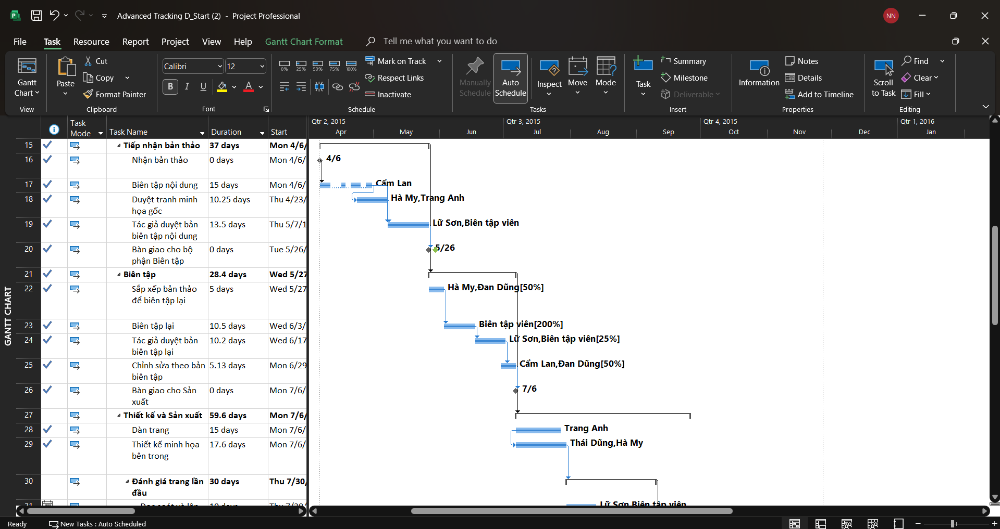 Advanced Tracking D_Start (2) - Project Professional
NN
File Task Resource Report Project View Help Gantt Chart Format Tell me what you want to do
Gantt Chart
View
Paste
Cut
Copy
Format Painter
Clipboard
Calibri 12
B I U A
Font
0% 25% 50% 75% 100%
Mark on Track
Respect Links
Inactivate
Schedule
Manually Schedule
Auto Schedule
Inspect
Move
Mode
Tasks
Task
Summary
Milestone
Deliverable
Insert
Information
Notes
Details
Add to Timeline
Properties
Scroll to Task
Find
Clear
Fill
Editing
GANTT CHART
Task Mode Task Name Duration Start
Qtr 2, 2015 Qtr 3, 2015 Qtr 4, 2015 Qtr 1, 2016
Apr May Jun Jul Aug Sep Oct Nov Dec Jan
15 Tiếp nhận bản thảo 37 days Mon 4/6/
16 Nhận bản thảo 0 days Mon 4/6/
4/6
17 Biên tập nội dung 15 days Mon 4/6/
Cẩm Lan
18 Duyệt tranh minh 10.25 days Thu 4/23/
họa gốc
Hà My,Trang Anh
19 Tác giả duyệt bản 13.5 days Thu 5/7/1
biên tập nội dung
Lữ Sơn,Biên tập viên
20 Bàn giao cho bộ 0 days Tue 5/26/
phận Biên tập
5/26
21 Biên tập 28.4 days Wed 5/27
22 Sắp xếp bản thảo 5 days Wed 5/27
để biên tập lại
Hà My,Đan Dũng[50%]
23 Biên tập lại 10.5 days Wed 6/3/
Biên tập viên[200%]
24 Tác giả duyệt bản 10.2 days Wed 6/17
biên tập lại
Lữ Sơn,Biên tập viên[25%]
25 Chỉnh sửa theo bản 5.13 days Mon 6/29
biên tập
Cẩm Lan,Đan Dũng[50%]
26 Bàn giao cho Sản 0 days Mon 7/6/
xuất
7/6
27 Thiết kế và Sản xuất 59.6 days Mon 7/6/
28 Dàn trang 15 days Mon 7/6/
Trang Anh
29 Thiết kế minh họa 17.6 days Mon 7/6/
bên trong
Thái Dũng,Hà My
30 Đánh giá trang lần 30 days Thu 7/30/
đầu
31 Đọc soát và lên 10 days Thu 7/30/
Lữ Sơn,Biên tập viên
Ready New Tasks : Auto Scheduled